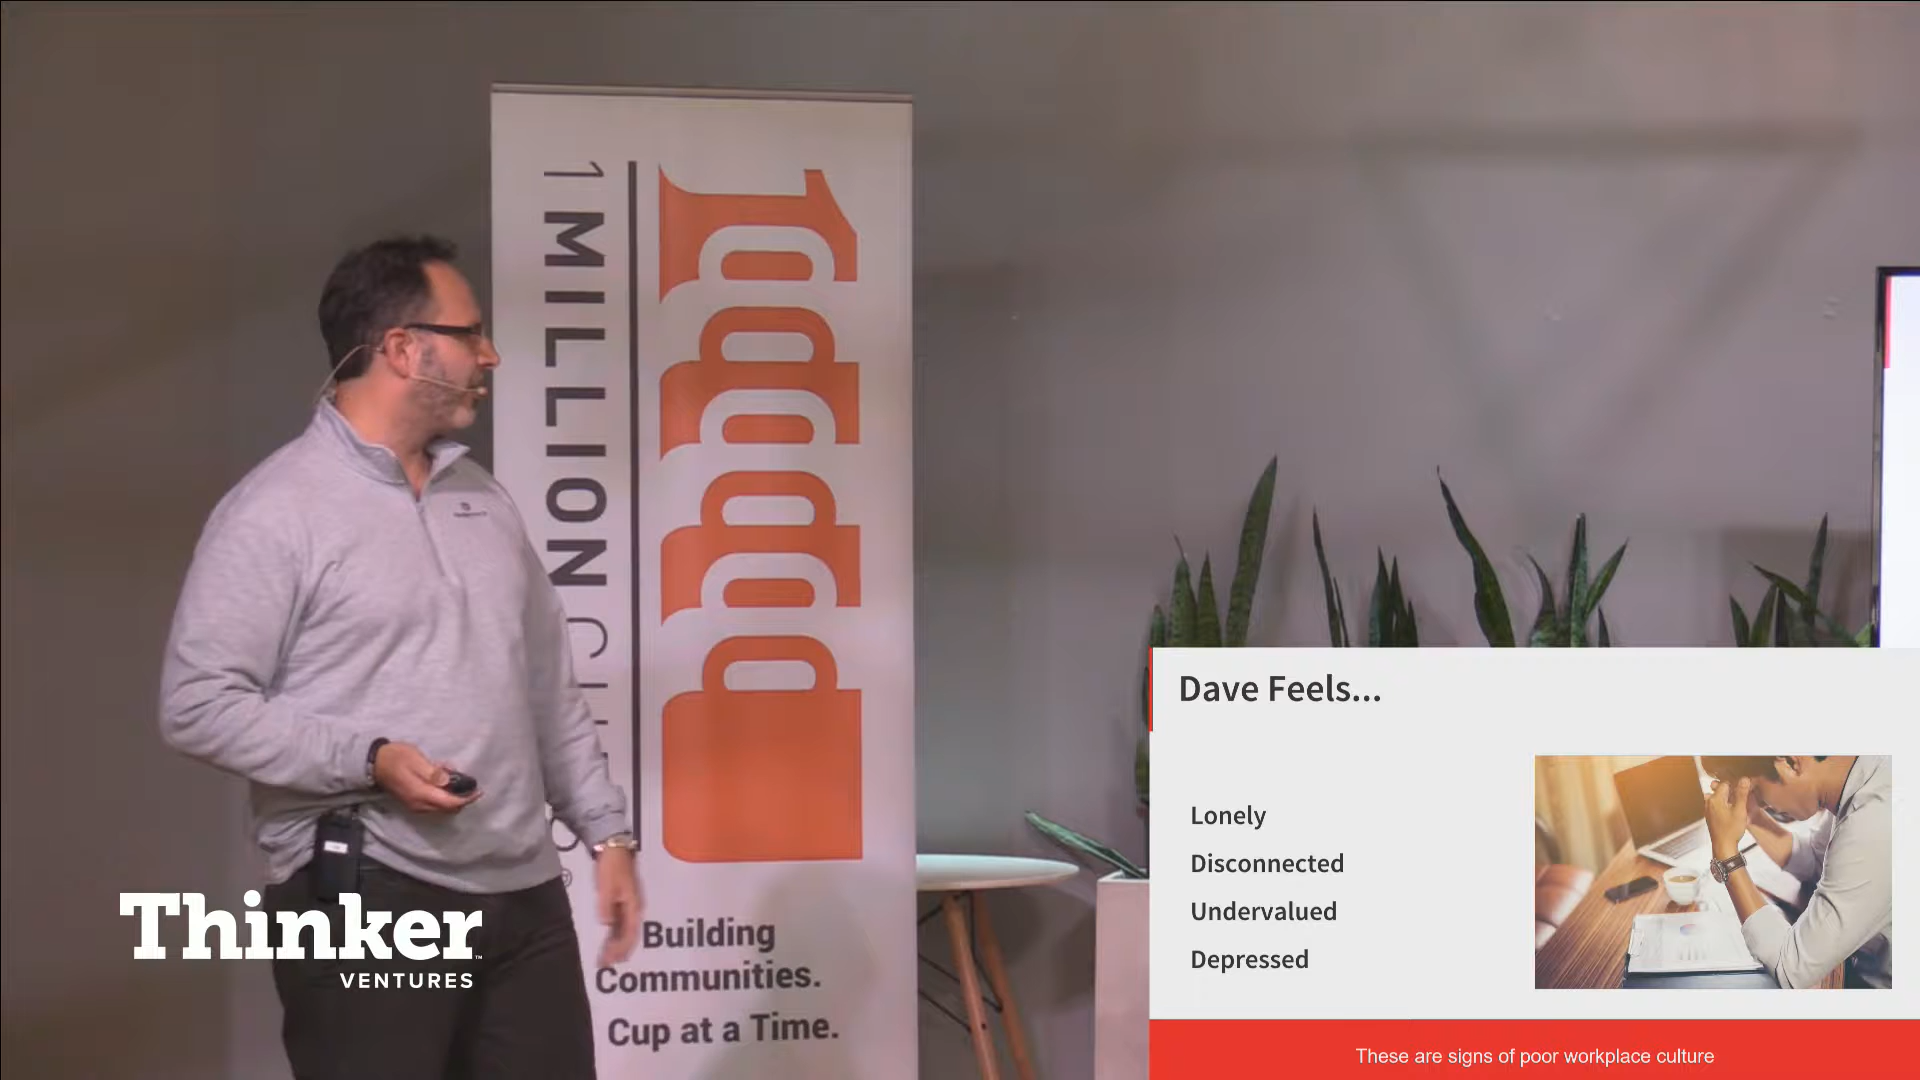 1 MILLION CUPS
Building
Communities.
Cup at a Time.
Thinker
VENTURES
Dave Feels...
Lonely
Disconnected
Undervalued
Depressed
These are signs of poor workplace culture